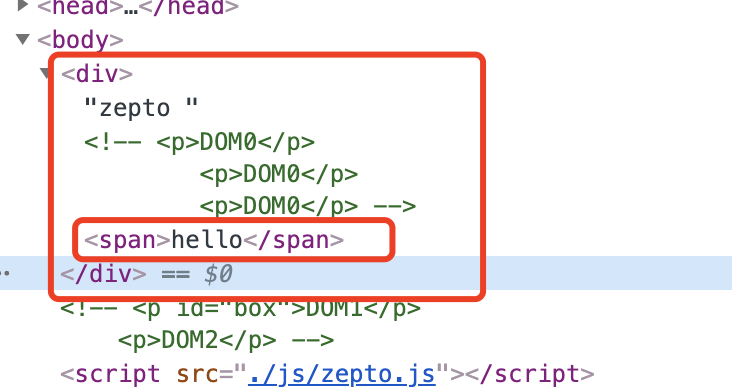 <head>…</head>
<body>
<div>
"zepto "
<!-- <p>DOM0</p>
<p>DOM0</p>
<p>DOM0</p> -->
<span>hello</span>
</div> == $0
<!-- <p id="box">DOM1</p>
<p>DOM2</p> -->
<script src="./js/zepto.js"></script>